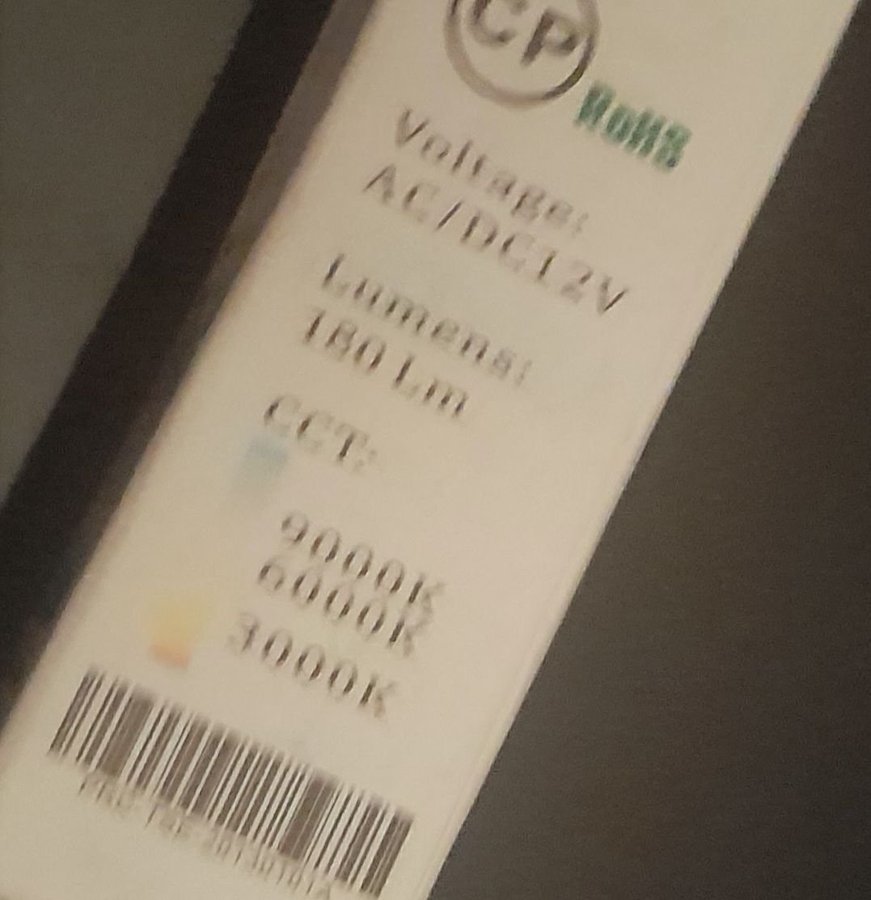 CP
RoHS
Voltage:
AC/DC12V
Lumens:
180 Lm
CCT:
9000K
6000K
3000K